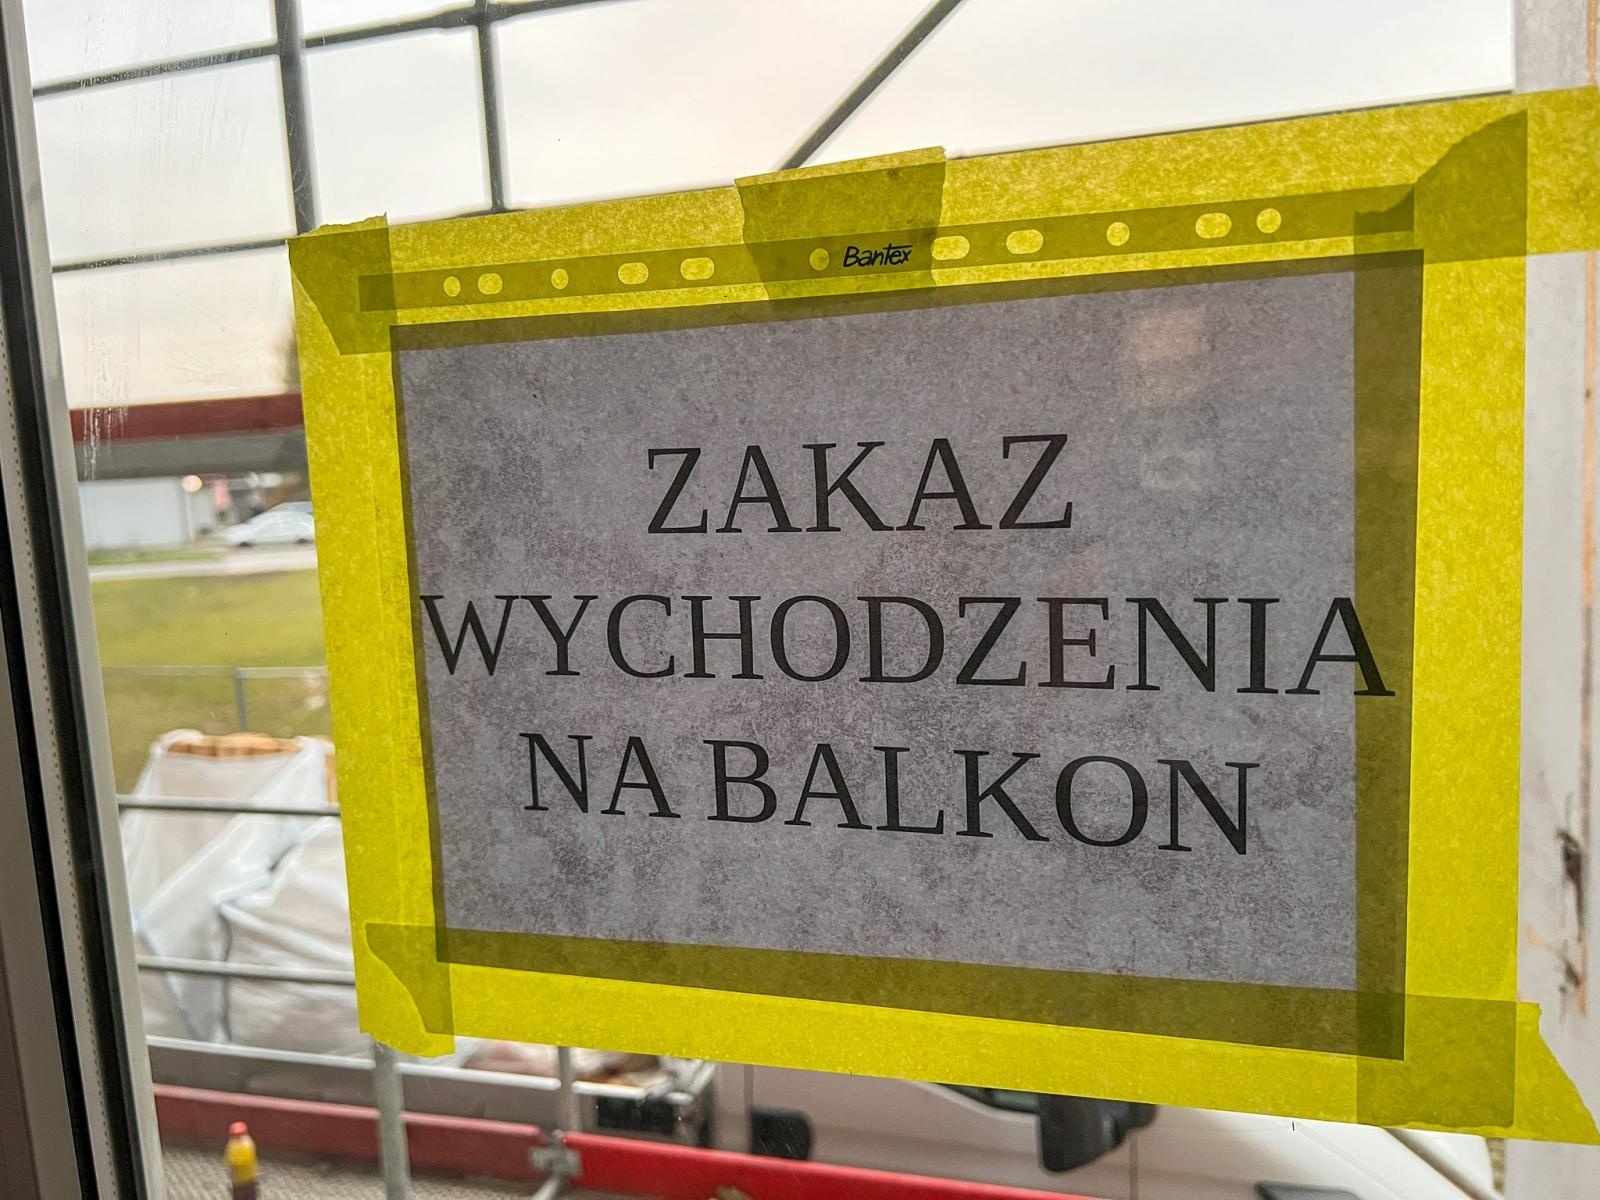 Bantex
ZAKAZ
WYCHODZENIA
NA BALKON